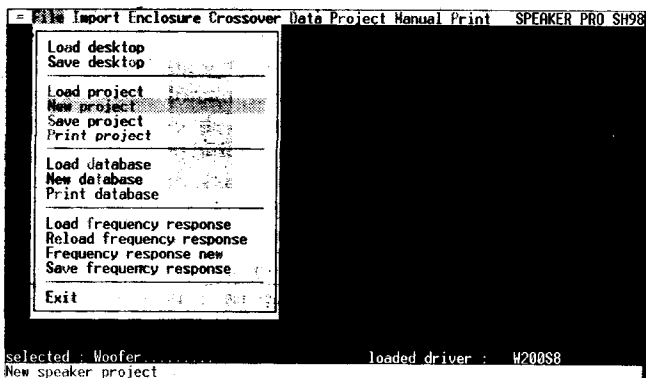 = File Import Enclosure Crossover Data Project Manual Print SPEAKER PRO SH98
Load desktop
Save desktop
Load project
New project
Save project
Print project
Load database
New database
Print database
Load frequency response
Reload frequency response
Frequency response new
Save frequency response
Exit
selected : Woofer......... loaded driver : W200S8
New speaker project